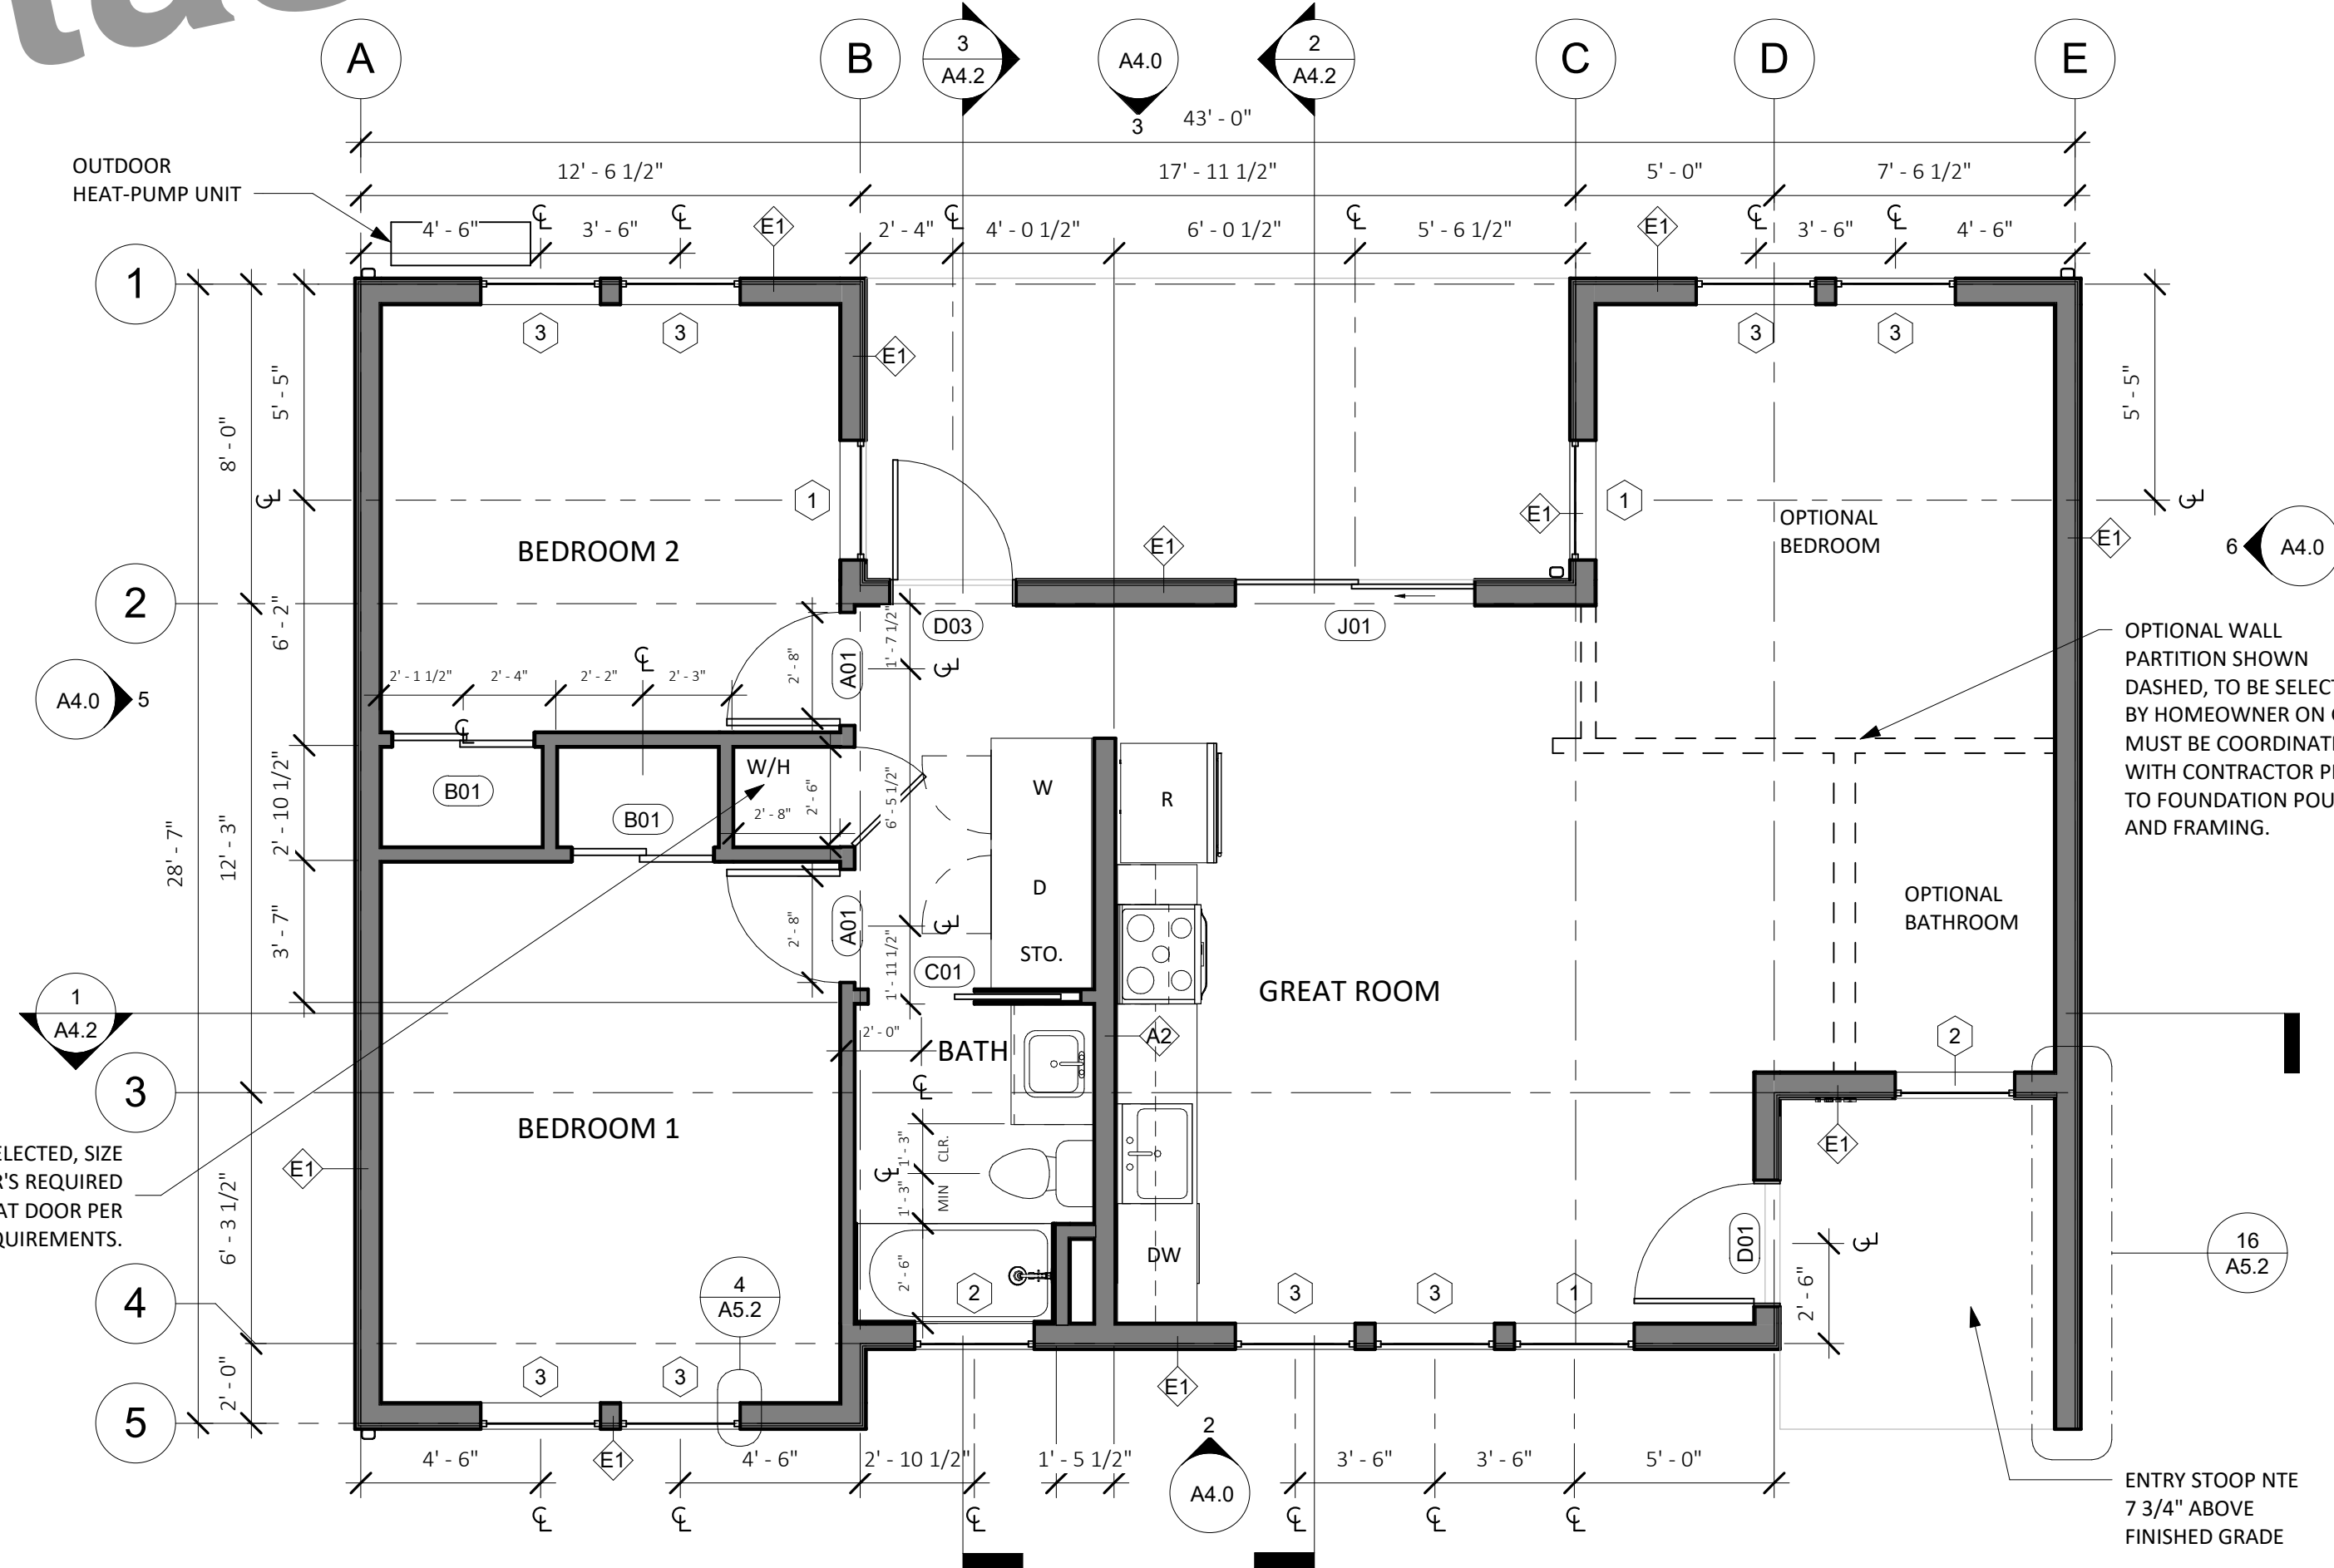 A
B
3
A4.2
A4.0
3
2
A4.2
C
D
E
43' - 0"
OUTDOOR
HEAT-PUMP UNIT
12' - 6 1/2"
17' - 11 1/2"
5' - 0"
7' - 6 1/2"
4' - 6"
3' - 6"
E1
2' - 4"
4' - 0 1/2"
6' - 0 1/2"
5' - 6 1/2"
E1
3' - 6"
4' - 6"
1
3
3
E1
3
3
5' - 5"
8' - 0"
5' - 5"
1
E1
1
OPTIONAL
BEDROOM
E1
6
A4.0
BEDROOM 2
E1
2
6' - 2"
D03
J01
1' - 7 1/2"
2' - 8"
A01
OPTIONAL WALL
PARTITION SHOWN
DASHED, TO BE
BY HOMEOWNER ON
MUST BE
WITH CONTRACTOR
TO FOUNDATION
AND FRAMING.
A4.0
5
2' - 1 1/2"
2' - 4"
2' - 2"
2' - 3"
W/H
B01
B01
2' - 8"
2' - 6"
6' - 5 1/2"
W
R
28' - 7"
12' - 3"
2' - 10 1/2"
3' - 7"
2' - 8"
A01
D
STO.
C01
1' - 11 1/2"
OPTIONAL
BATHROOM
GREAT ROOM
1
A4.2
2' - 0"
BATH
A2
2
3
BEDROOM 1
E1
1' - 3"
CLR.
1' - 3"
MIN
E1
SIZE
REQUIRED
AT DOOR PER
6' - 3 1/2"
2' - 6"
2
DW
D01
2' - 6"
16
A5.2
4
4
A5.2
3
3
1
5
2' - 0"
3
3
E1
E1
4' - 6"
4' - 6"
2' - 10 1/2"
1' - 5 1/2"
2
A4.0
3' - 6"
3' - 6"
5' - 0"
ENTRY STOOP NTE
7 3/4" ABOVE
FINISHED GRADE